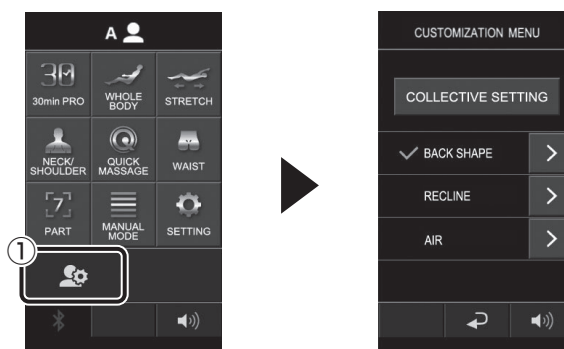 A
30
30min PRO
WHOLE
BODY
STRETCH
NECK/
SHOULDER
QUICK
MASSAGE
WAIST
7
PART
MANUAL
MODE
SETTING
①
CUSTOMIZATION MENU
COLLECTIVE SETTING
BACK SHAPE
RECLINE
AIR